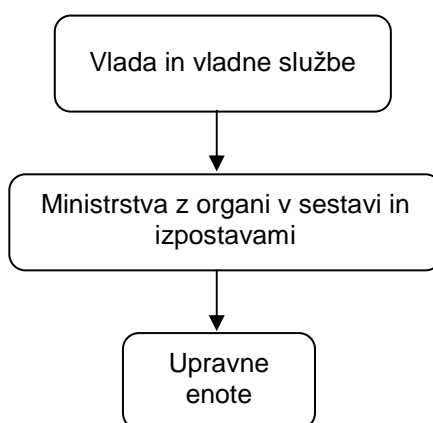 Vlada in vladne službe
Ministrstva z organi v sestavi in
izpostavami
Upravne
enote